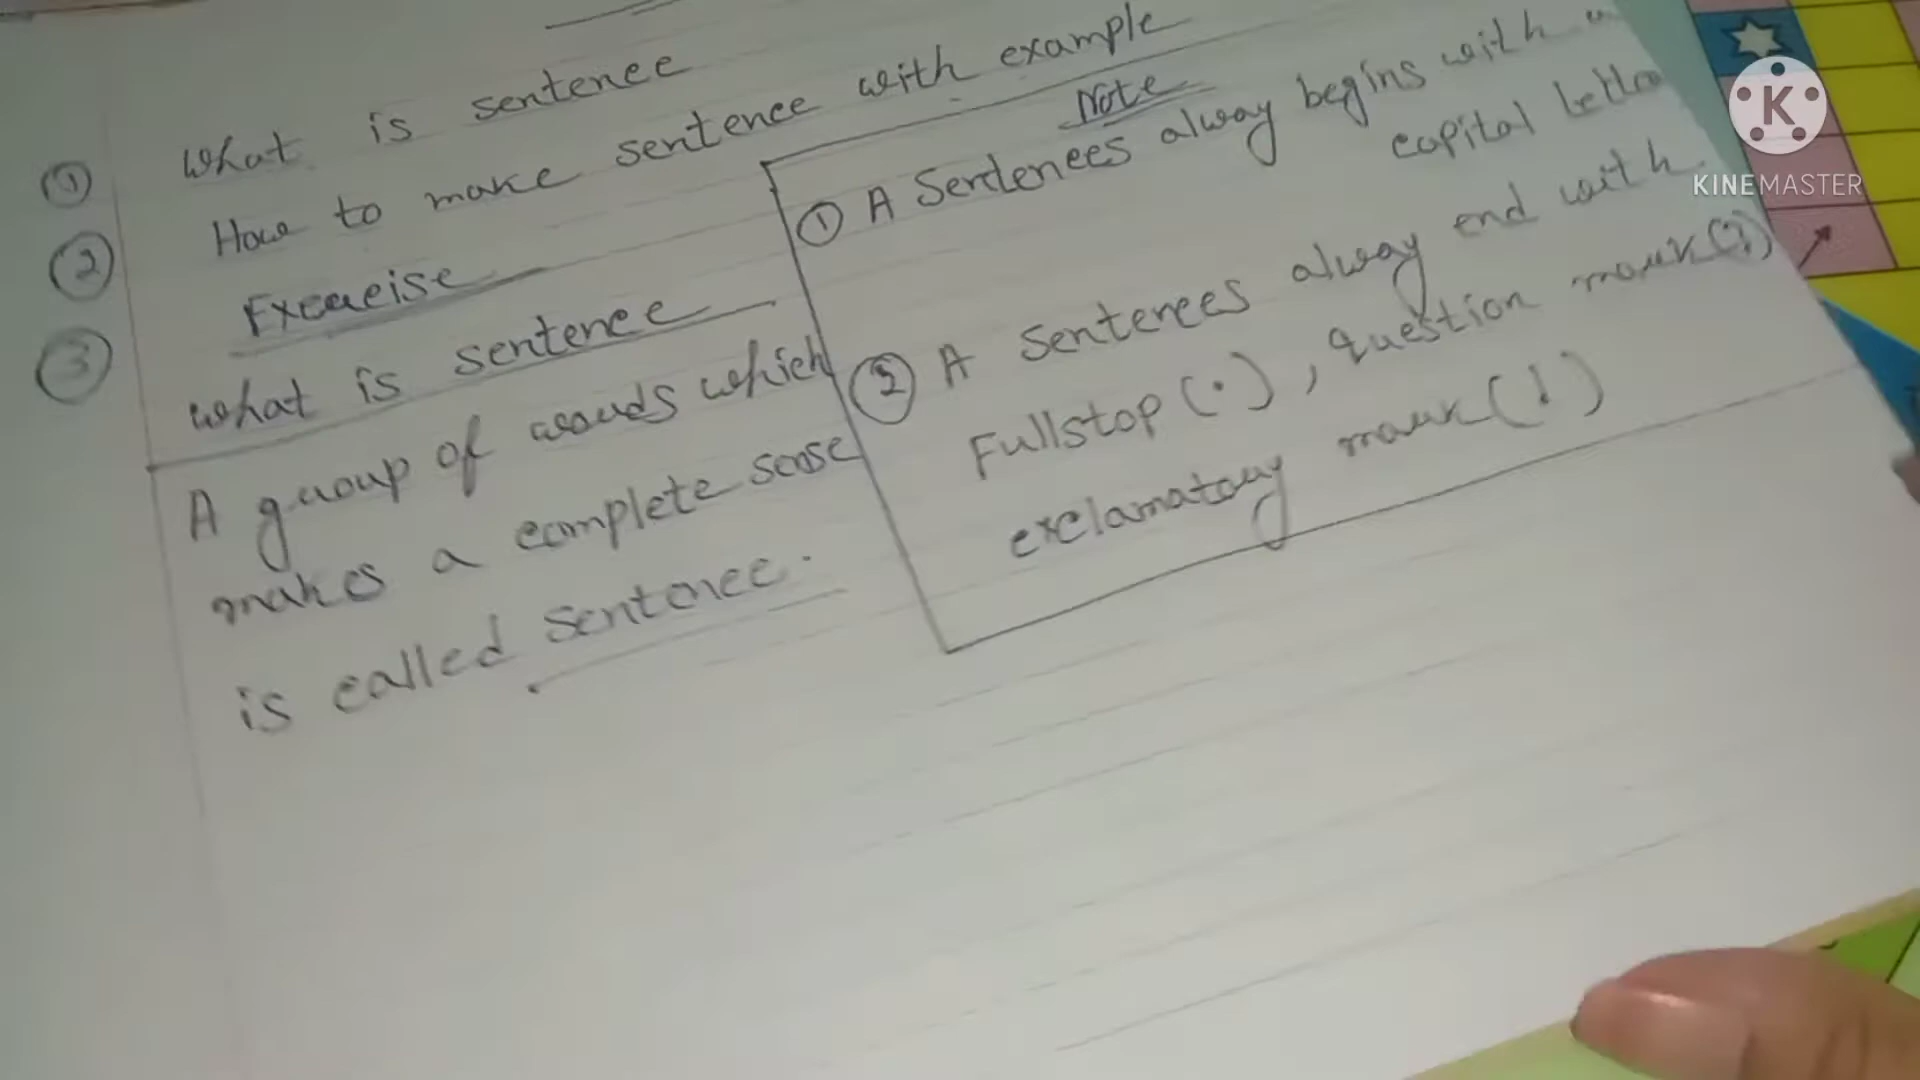 ① What is sentence
② How to make sentence with example
③ Exercise
What is sentence
A group of words which
makes a complete sense
is called sentence.
Note
① A Sentences alway begins with
capital letter
② A Sentences alway end with
Fullstop (.), question mark (?)
exclamatory mark (!)
K
KINEMASTER